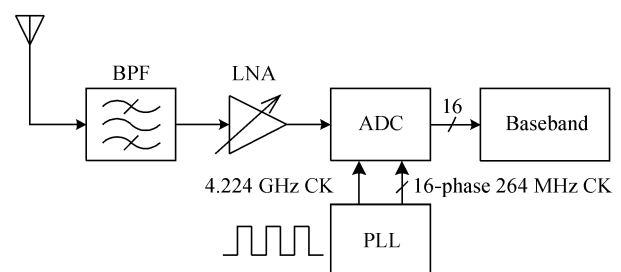 BPF
LNA
ADC
16
Baseband
4.224 GHz CK
16-phase 264 MHz CK
PLL